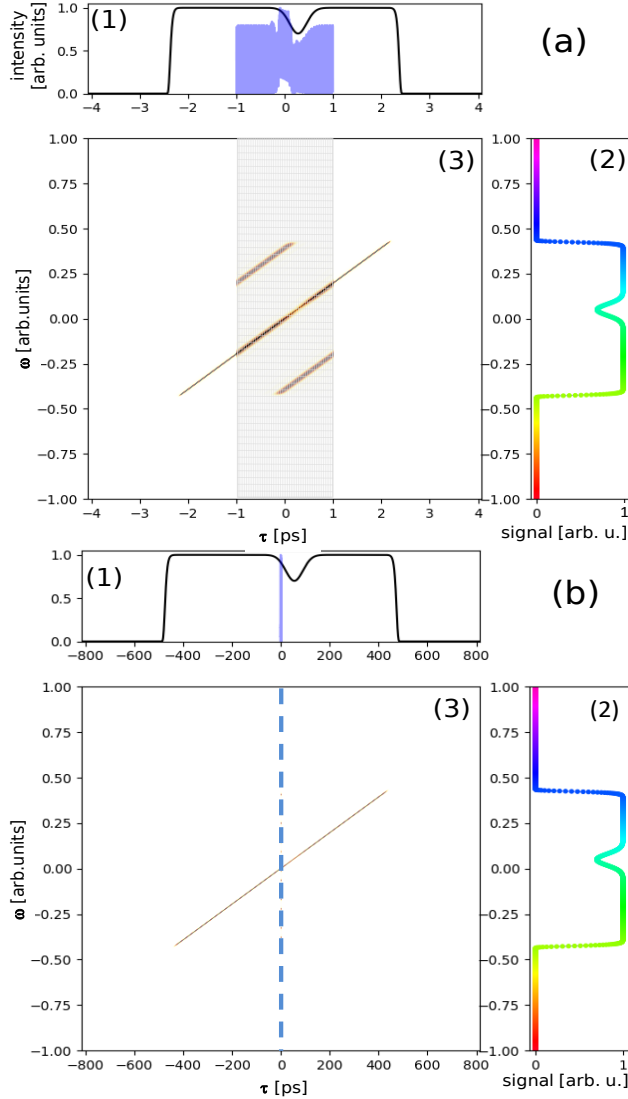 (1)
(a)
intensity
[arb. units]
1.0
0.5
0.0
−4 −3 −2 −1 0 1 2 3 4
(3)
(2)
ω [arb.units]
1.00
0.75
0.50
0.25
0.00
−0.25
−0.50
−0.75
−1.00
−4 −3 −2 −1 0 1 2 3 4
τ [ps]
0 1
signal [arb. u.]
(1)
(b)
1.0
0.5
0.0
−800 −600 −400 −200 0 200 400 600 800
(3)
(2)
ω [arb.units]
1.00
0.75
0.50
0.25
0.00
−0.25
−0.50
−0.75
−1.00
−800 −600 −400 −200 0 200 400 600 800
τ [ps]
0 1
signal [arb. u.]